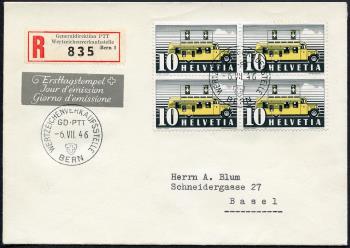 Generaldirektion PTT
Wertzeichenverkaufsstelle
R 835 Bern 1
Ersttagstempel
Jour d'émission
Giorno d'emissione
WERTZEICHENVERKAUFSSTELLE
GD·PTT
-6.VII.46
BERN
10 10
HELVETIA HELVETIA
10 10
HELVETIA HELVETIA
Herrn A. Blum
Schneidergasse 27
Basel